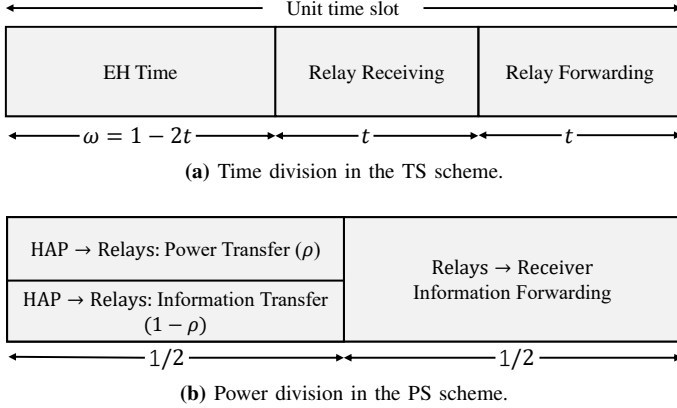 Unit time slot
EH Time
Relay Receiving
Relay Forwarding
ω = 1 − 2t
t
t
(a) Time division in the TS scheme.
HAP → Relays: Power Transfer (ρ)
HAP → Relays: Information Transfer
(1 − ρ)
Relays → Receiver
Information Forwarding
1/2
1/2
(b) Power division in the PS scheme.